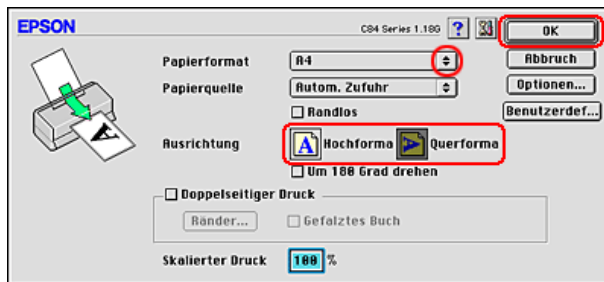 EPSON
C84 Series 1.18G
OK
Papierformat
A4
Abbruch
Papierquelle
Autom. Zufuhr
Optionen...
Randlos
Benutzerdef...
Ausrichtung
Hochforma
Querforma
Um 180 Grad drehen
Doppelseitiger Druck
Ränder...
Gefalztes Buch
Skalierter Druck
100 %